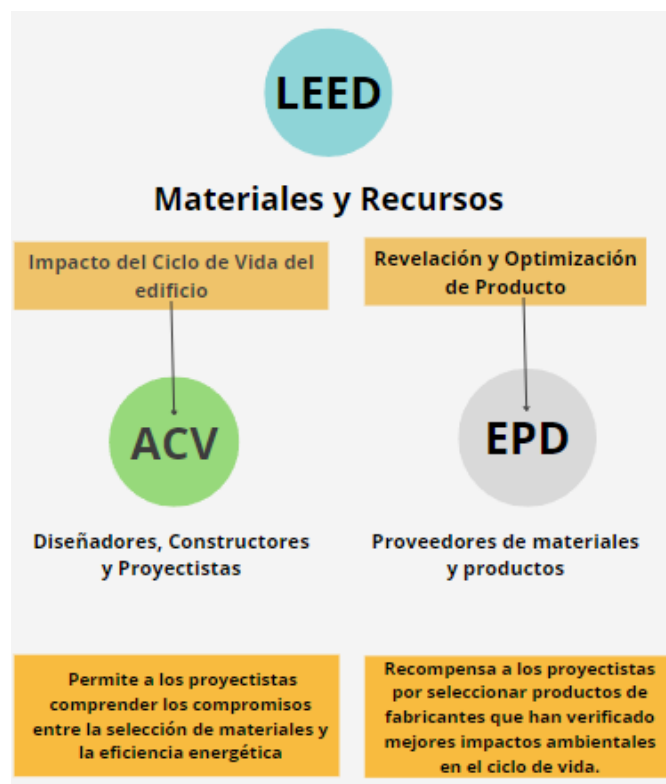 LEED
Materiales y Recursos
Impacto del Ciclo de Vida del
edificio
ACV
Diseñadores, Constructores
y Proyectistas
Permite a los proyectistas
comprender los compromisos
entre la selección de materiales y
la eficiencia energética
Revelación y Optimización
de Producto
EPD
Proveedores de materiales
y productos
Recompensa a los proyectistas
por seleccionar productos de
fabricantes que han verificado
mejores impactos ambientales
en el ciclo de vida.